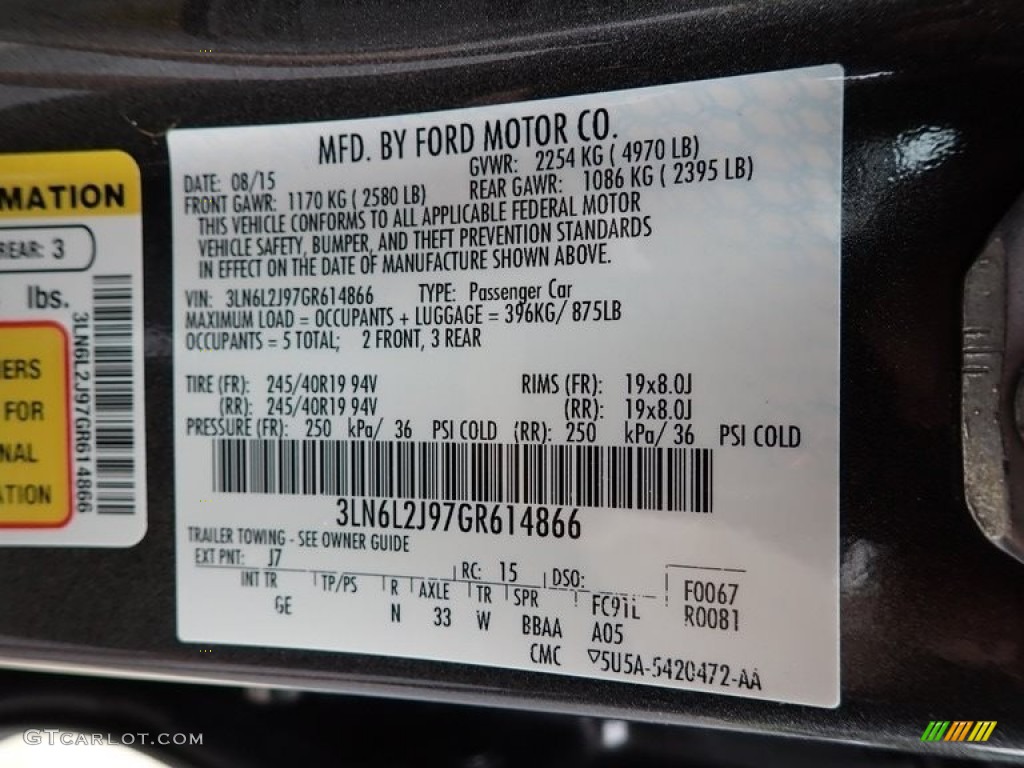 MATION
REAR: 3
lbs.
3LN6L2J97GR614866
ERS
FOR
NAL
ATION
MFD. BY FORD MOTOR CO.
DATE: 08/15 GVWR: 2254 KG ( 4970 LB)
FRONT GAWR: 1170 KG ( 2580 LB) REAR GAWR: 1086 KG ( 2395 LB)
THIS VEHICLE CONFORMS TO ALL APPLICABLE FEDERAL MOTOR
VEHICLE SAFETY, BUMPER, AND THEFT PREVENTION STANDARDS
IN EFFECT ON THE DATE OF MANUFACTURE SHOWN ABOVE.
VIN: 3LN6L2J97GR614866 TYPE: Passenger Car
MAXIMUM LOAD = OCCUPANTS + LUGGAGE = 396KG/ 875LB
OCCUPANTS = 5 TOTAL; 2 FRONT, 3 REAR
TIRE (FR): 245/40R19 94V RIMS (FR): 19x8.0J
(RR): 245/40R19 94V (RR): 19x8.0J
PRESSURE (FR): 250 kPa/ 36 PSI COLD (RR): 250 kPa/ 36 PSI COLD
3LN6L2J97GR614866
TRAILER TOWING - SEE OWNER GUIDE
EXT PNT: J7 RC: 15 DSO: F0067
INT TR TP/PS R AXLE TR SPR FC91L R0081
GE N 33 W BBAA A05
CMC ▽5U5A-5420472-AA
GTCARLOT.COM